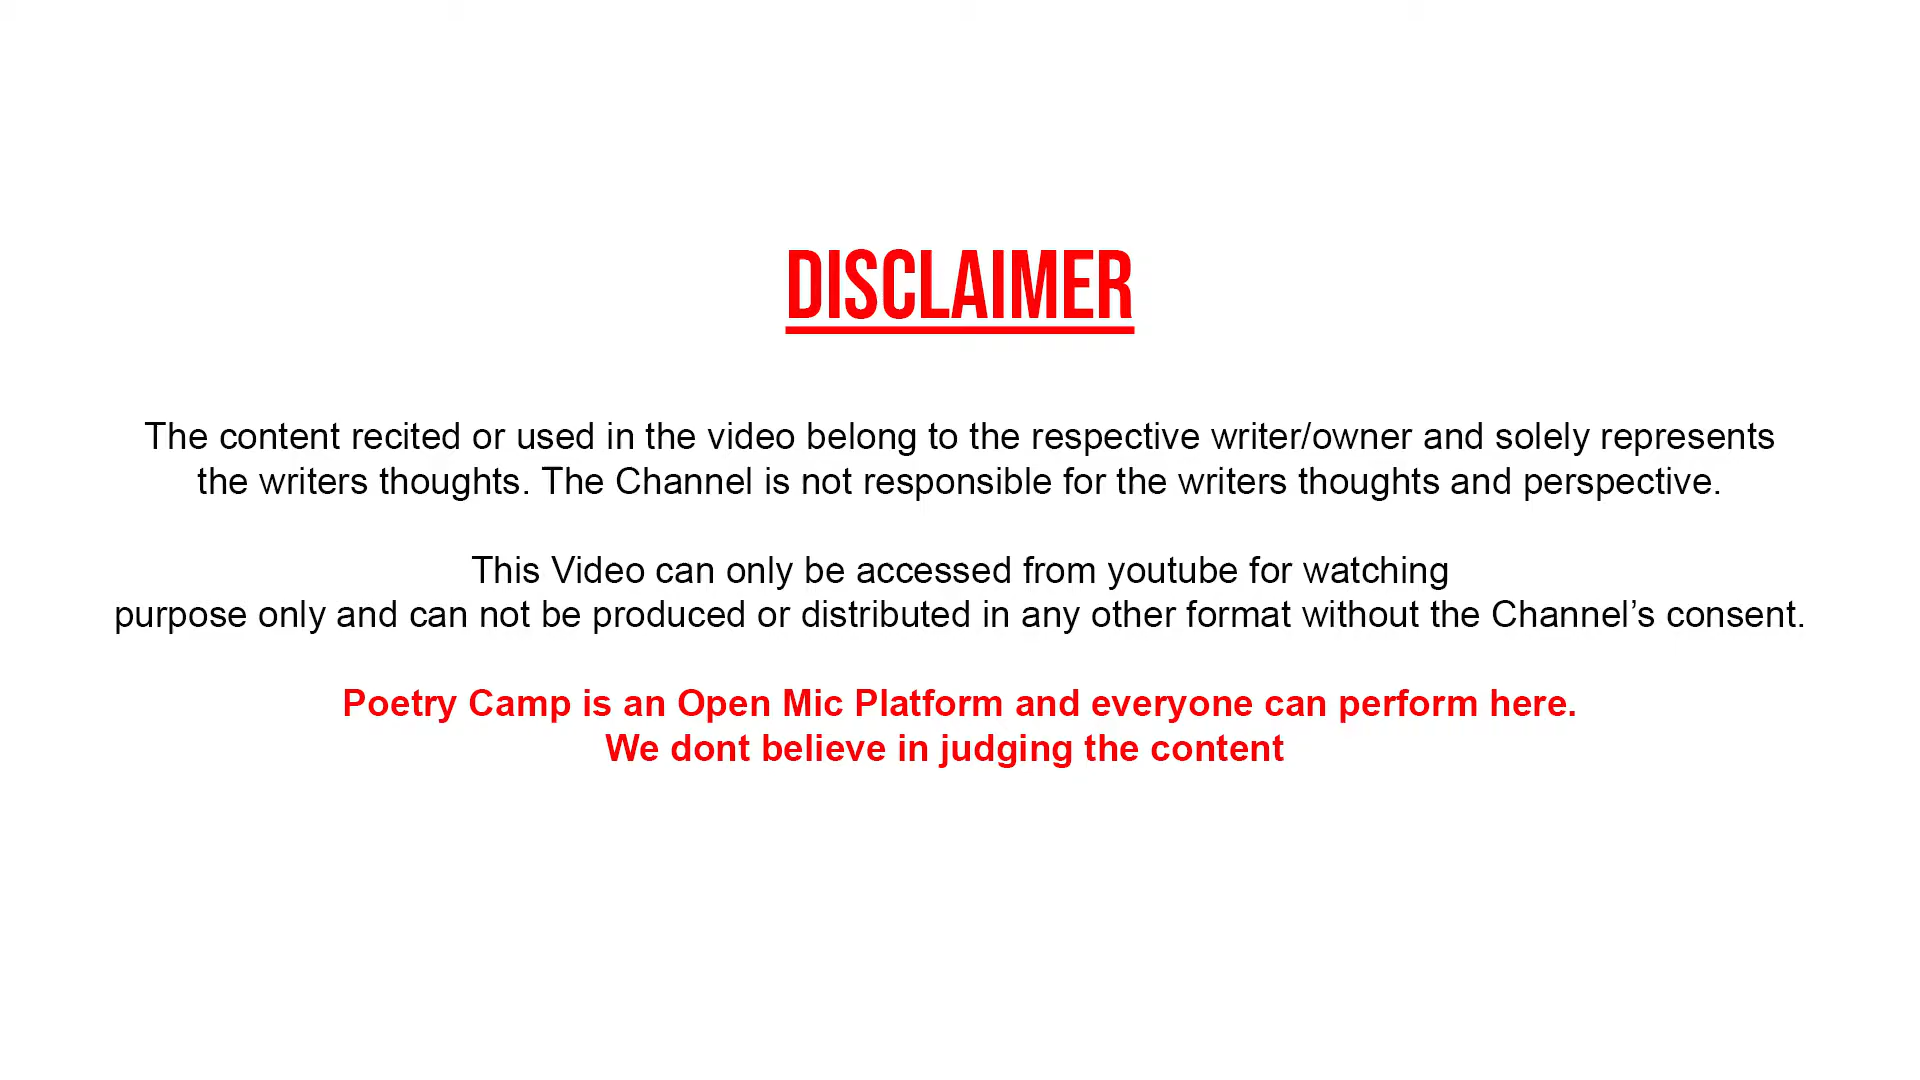 DISCLAIMER
The content recited or used in the video belong to the respective writer/owner and solely represents
the writers thoughts. The Channel is not responsible for the writers thoughts and perspective.
This Video can only be accessed from youtube for watching
purpose only and can not be produced or distributed in any other format without the Channel’s consent.
Poetry Camp is an Open Mic Platform and everyone can perform here.
We dont believe in judging the content